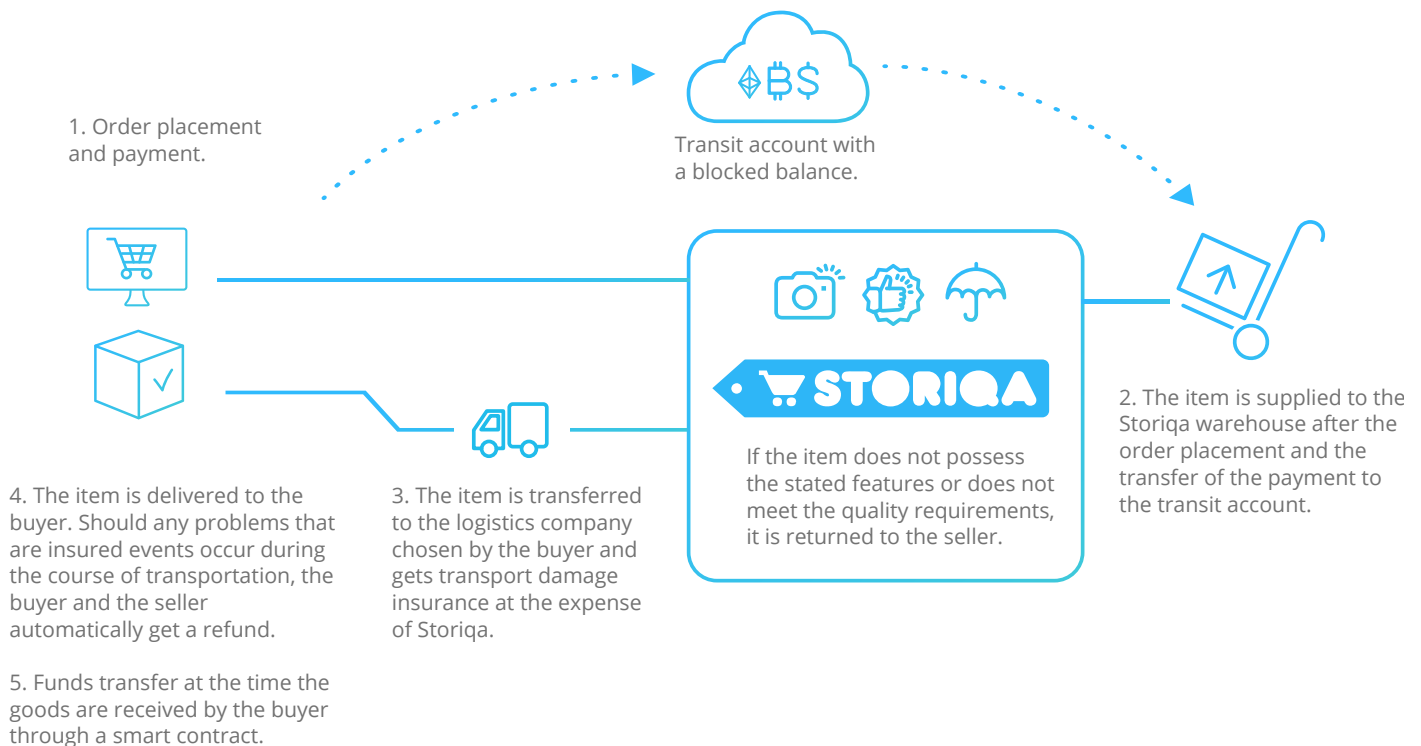 1. Order placement
and payment.
Ƀ$
Transit account with
a blocked balance.
STORIQA
If the item does not possess
the stated features or does not
meet the quality requirements,
it is returned to the seller.
2. The item is supplied to the
Storiqa warehouse after the
order placement and the
transfer of the payment to
the transit account.
3. The item is transferred
to the logistics company
chosen by the buyer and
gets transport damage
insurance at the expense
of Storiqa.
4. The item is delivered to the
buyer. Should any problems that
are insured events occur during
the course of transportation, the
buyer and the seller
automatically get a refund.
5. Funds transfer at the time the
goods are received by the buyer
through a smart contract.